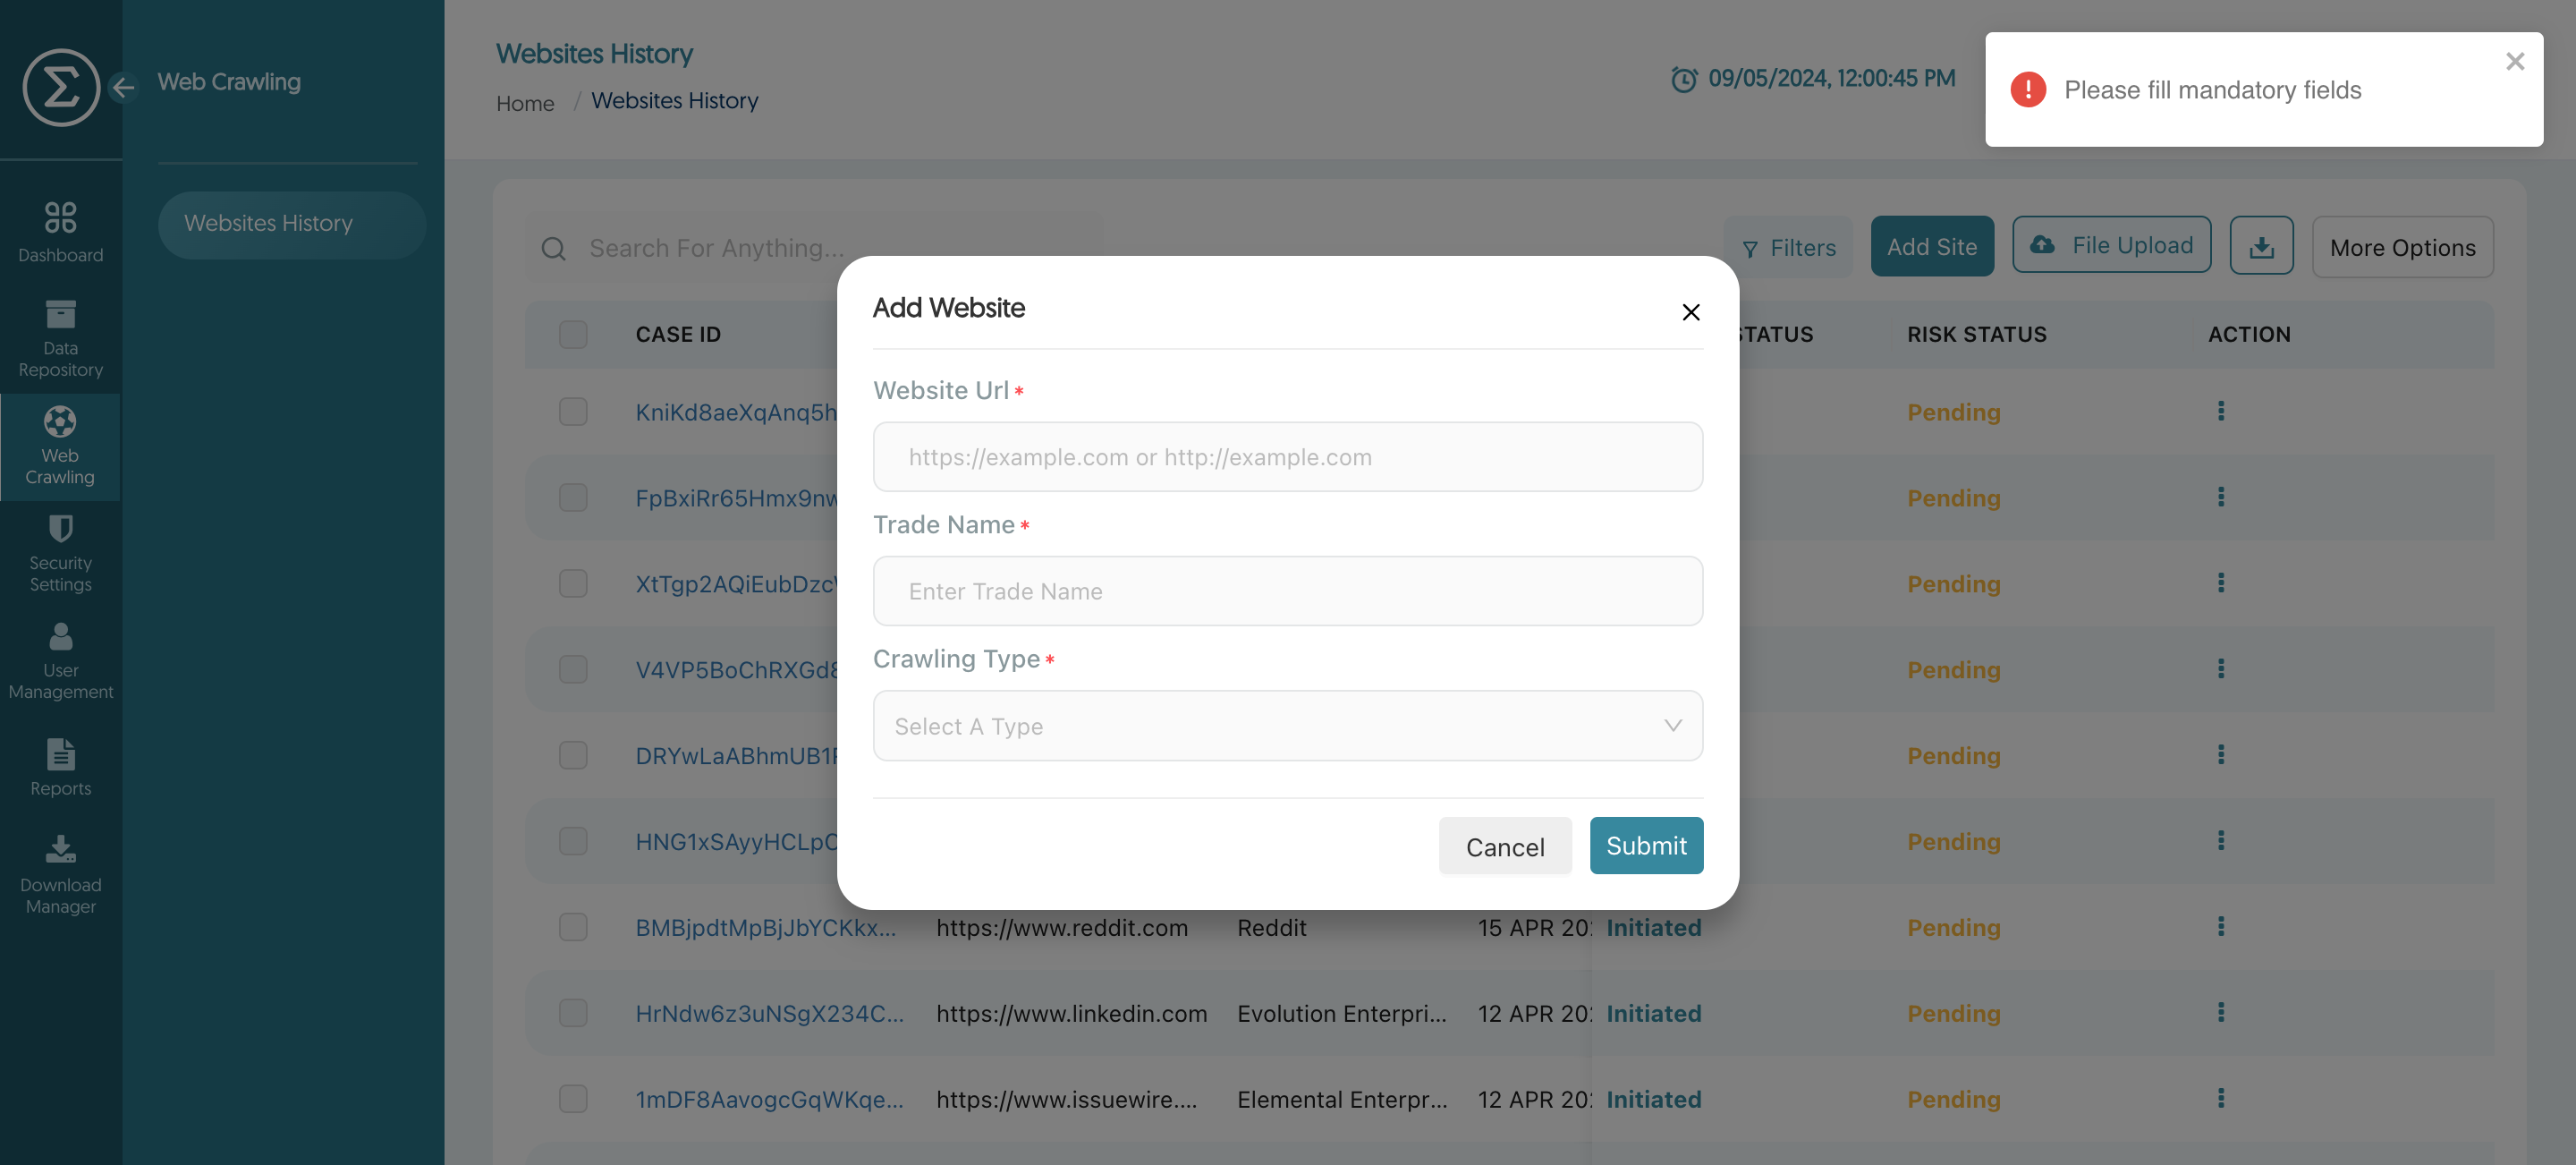 Web Crawling
Websites History
Dashboard
Data
Repository
Web
Crawling
Security
Settings
User
Management
Reports
Download
Manager
Websites History
Home / Websites History
09/05/2024, 12:00:45 PM
Please fill mandatory fields
Search For Anything...
Filters
Add Site
File Upload
More Options
CASE ID
STATUS
RISK STATUS
ACTION
KniKd8aeXqAnq5h
Pending
FpBxiRr65Hmx9nw
Pending
XtTgp2AQiEubDzc
Pending
V4VP5BoChRXGd8
Pending
DRYwLaABhmUB1
Pending
HNG1xSAyyHCLpC
Pending
BMBjpdtMpBjJbYCKkx... https://www.reddit.com Reddit 15 APR 202 Initiated Pending
HrNdw6z3uNSgX234C... https://www.linkedin.com Evolution Enterpri... 12 APR 202 Initiated Pending
1mDF8AavogcGqWKqe... https://www.issuewire.... Elemental Enterpr... 12 APR 202 Initiated Pending
Add Website
Website Url *
https://example.com or http://example.com
Trade Name *
Enter Trade Name
Crawling Type *
Select A Type
Cancel
Submit